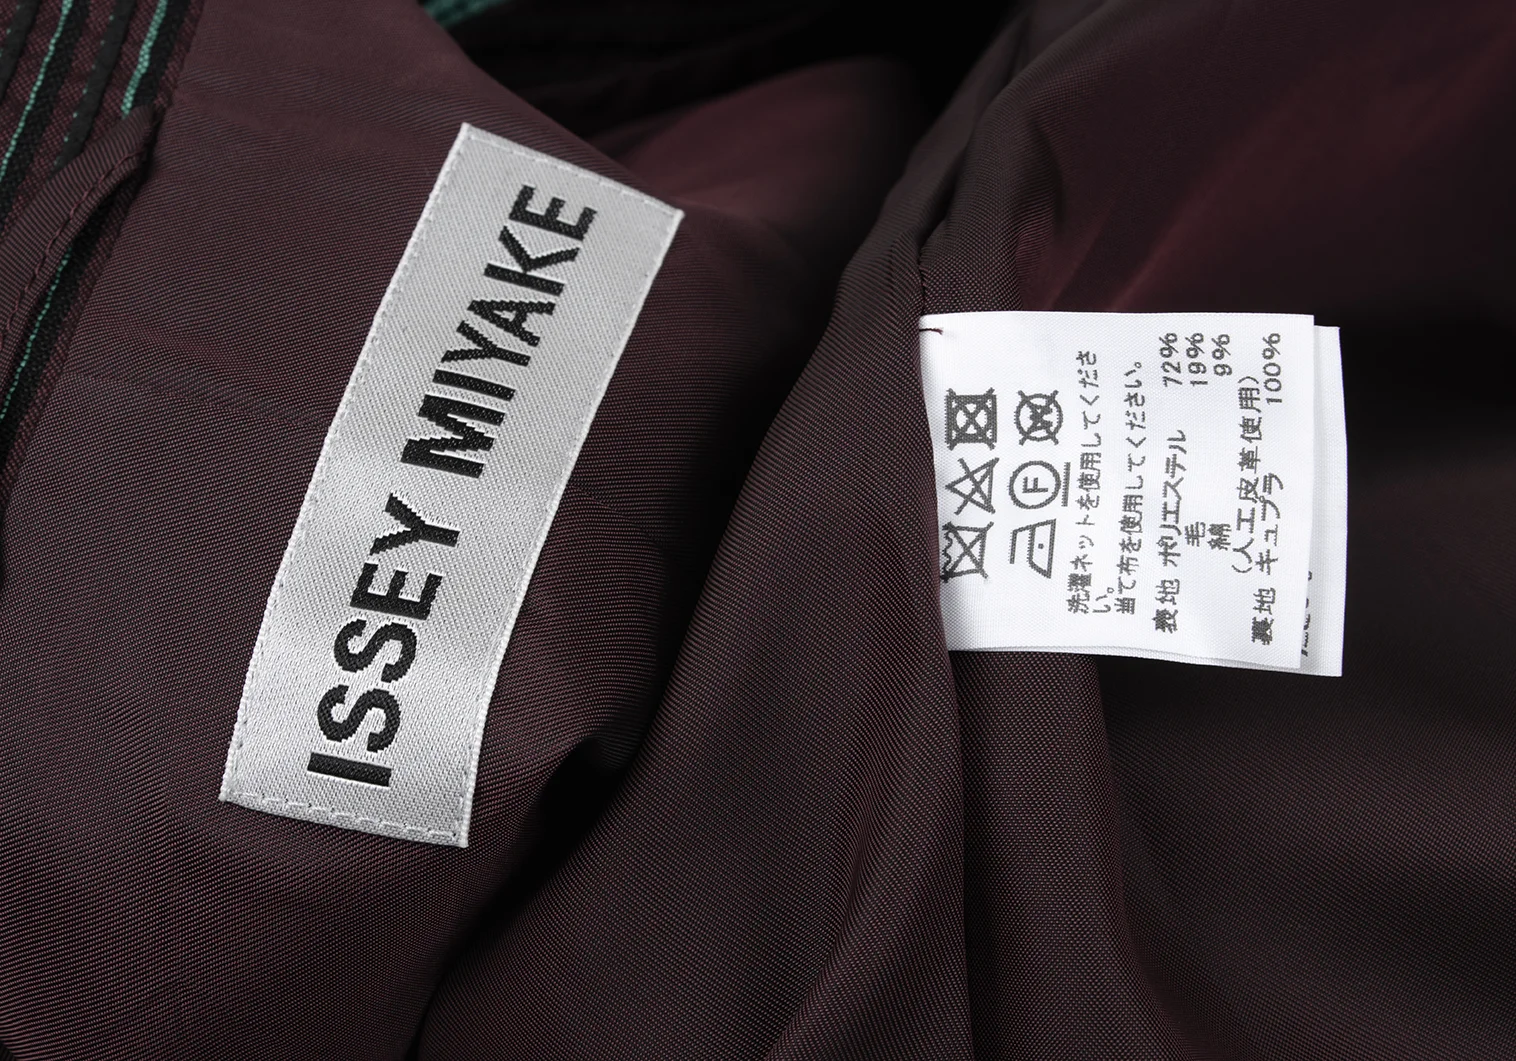 ISSEY MIYAKE
F
W
洗濯ネットを使用してくださ
い。
当て布を使用してください。
表地 ポリエステル 72%
毛 19%
綿 9%
(人工皮革使用)
裏地 キュプラ 100%